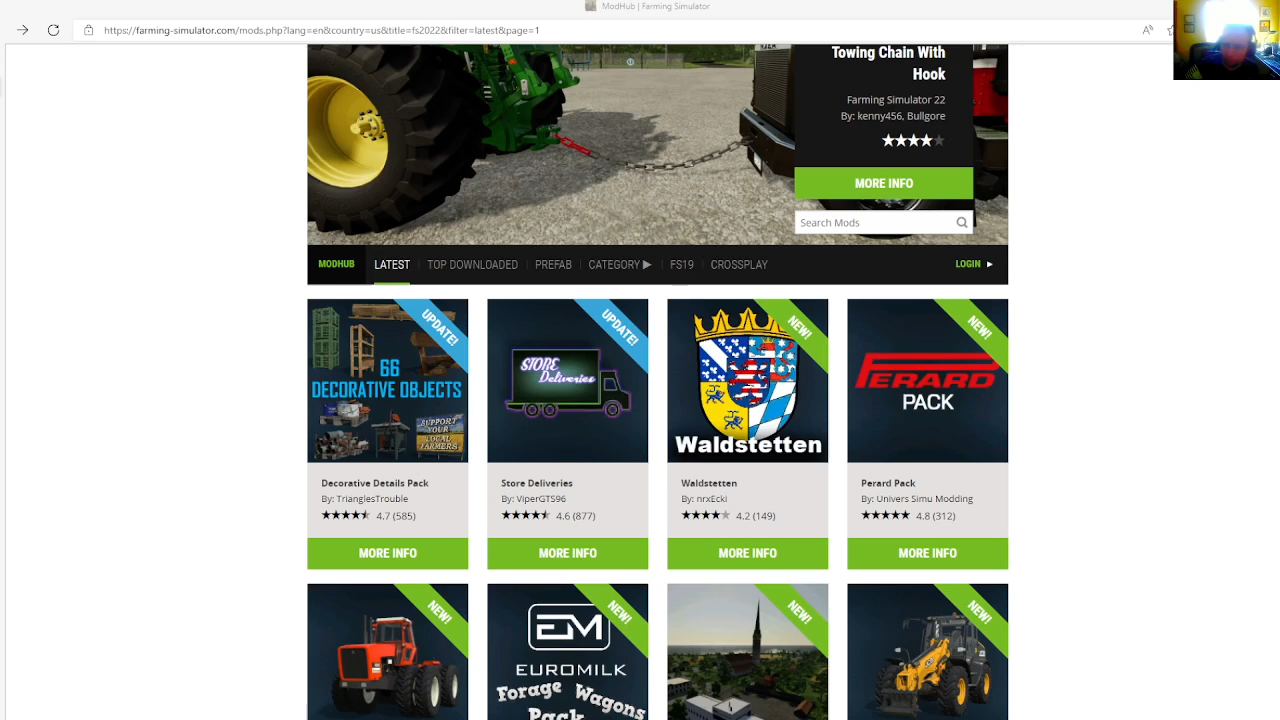 ModHub | Farming Simulator
https://farming-simulator.com/mods.php?lang=en&country=us&title=fs2022&filter=latest&page=1
Towing Chain With
Hook
Farming Simulator 22
By: kenny456, Bullgore
MORE INFO
Search Mods
MODHUB LATEST TOP DOWNLOADED PREFAB CATEGORY ▶ FS19 CROSSPLAY LOGIN ▶
UPDATE! UPDATE! NEW! NEW!
66
DECORATIVE OBJECTS
SUPPORT
YOUR
LOCAL
FARMERS
STORE
Deliveries
Waldstetten
PERARD
PACK
Decorative Details Pack Store Deliveries Waldstetten Perard Pack
By: TrianglesTrouble By: ViperGTS96 By: nrxEcki By: Univers Simu Modding
4.7 (585) 4.6 (877) 4.2 (149) 4.8 (312)
MORE INFO MORE INFO MORE INFO MORE INFO
NEW! NEW! NEW! NEW!
EM
EUROMILK
Forage Wagons
Pack